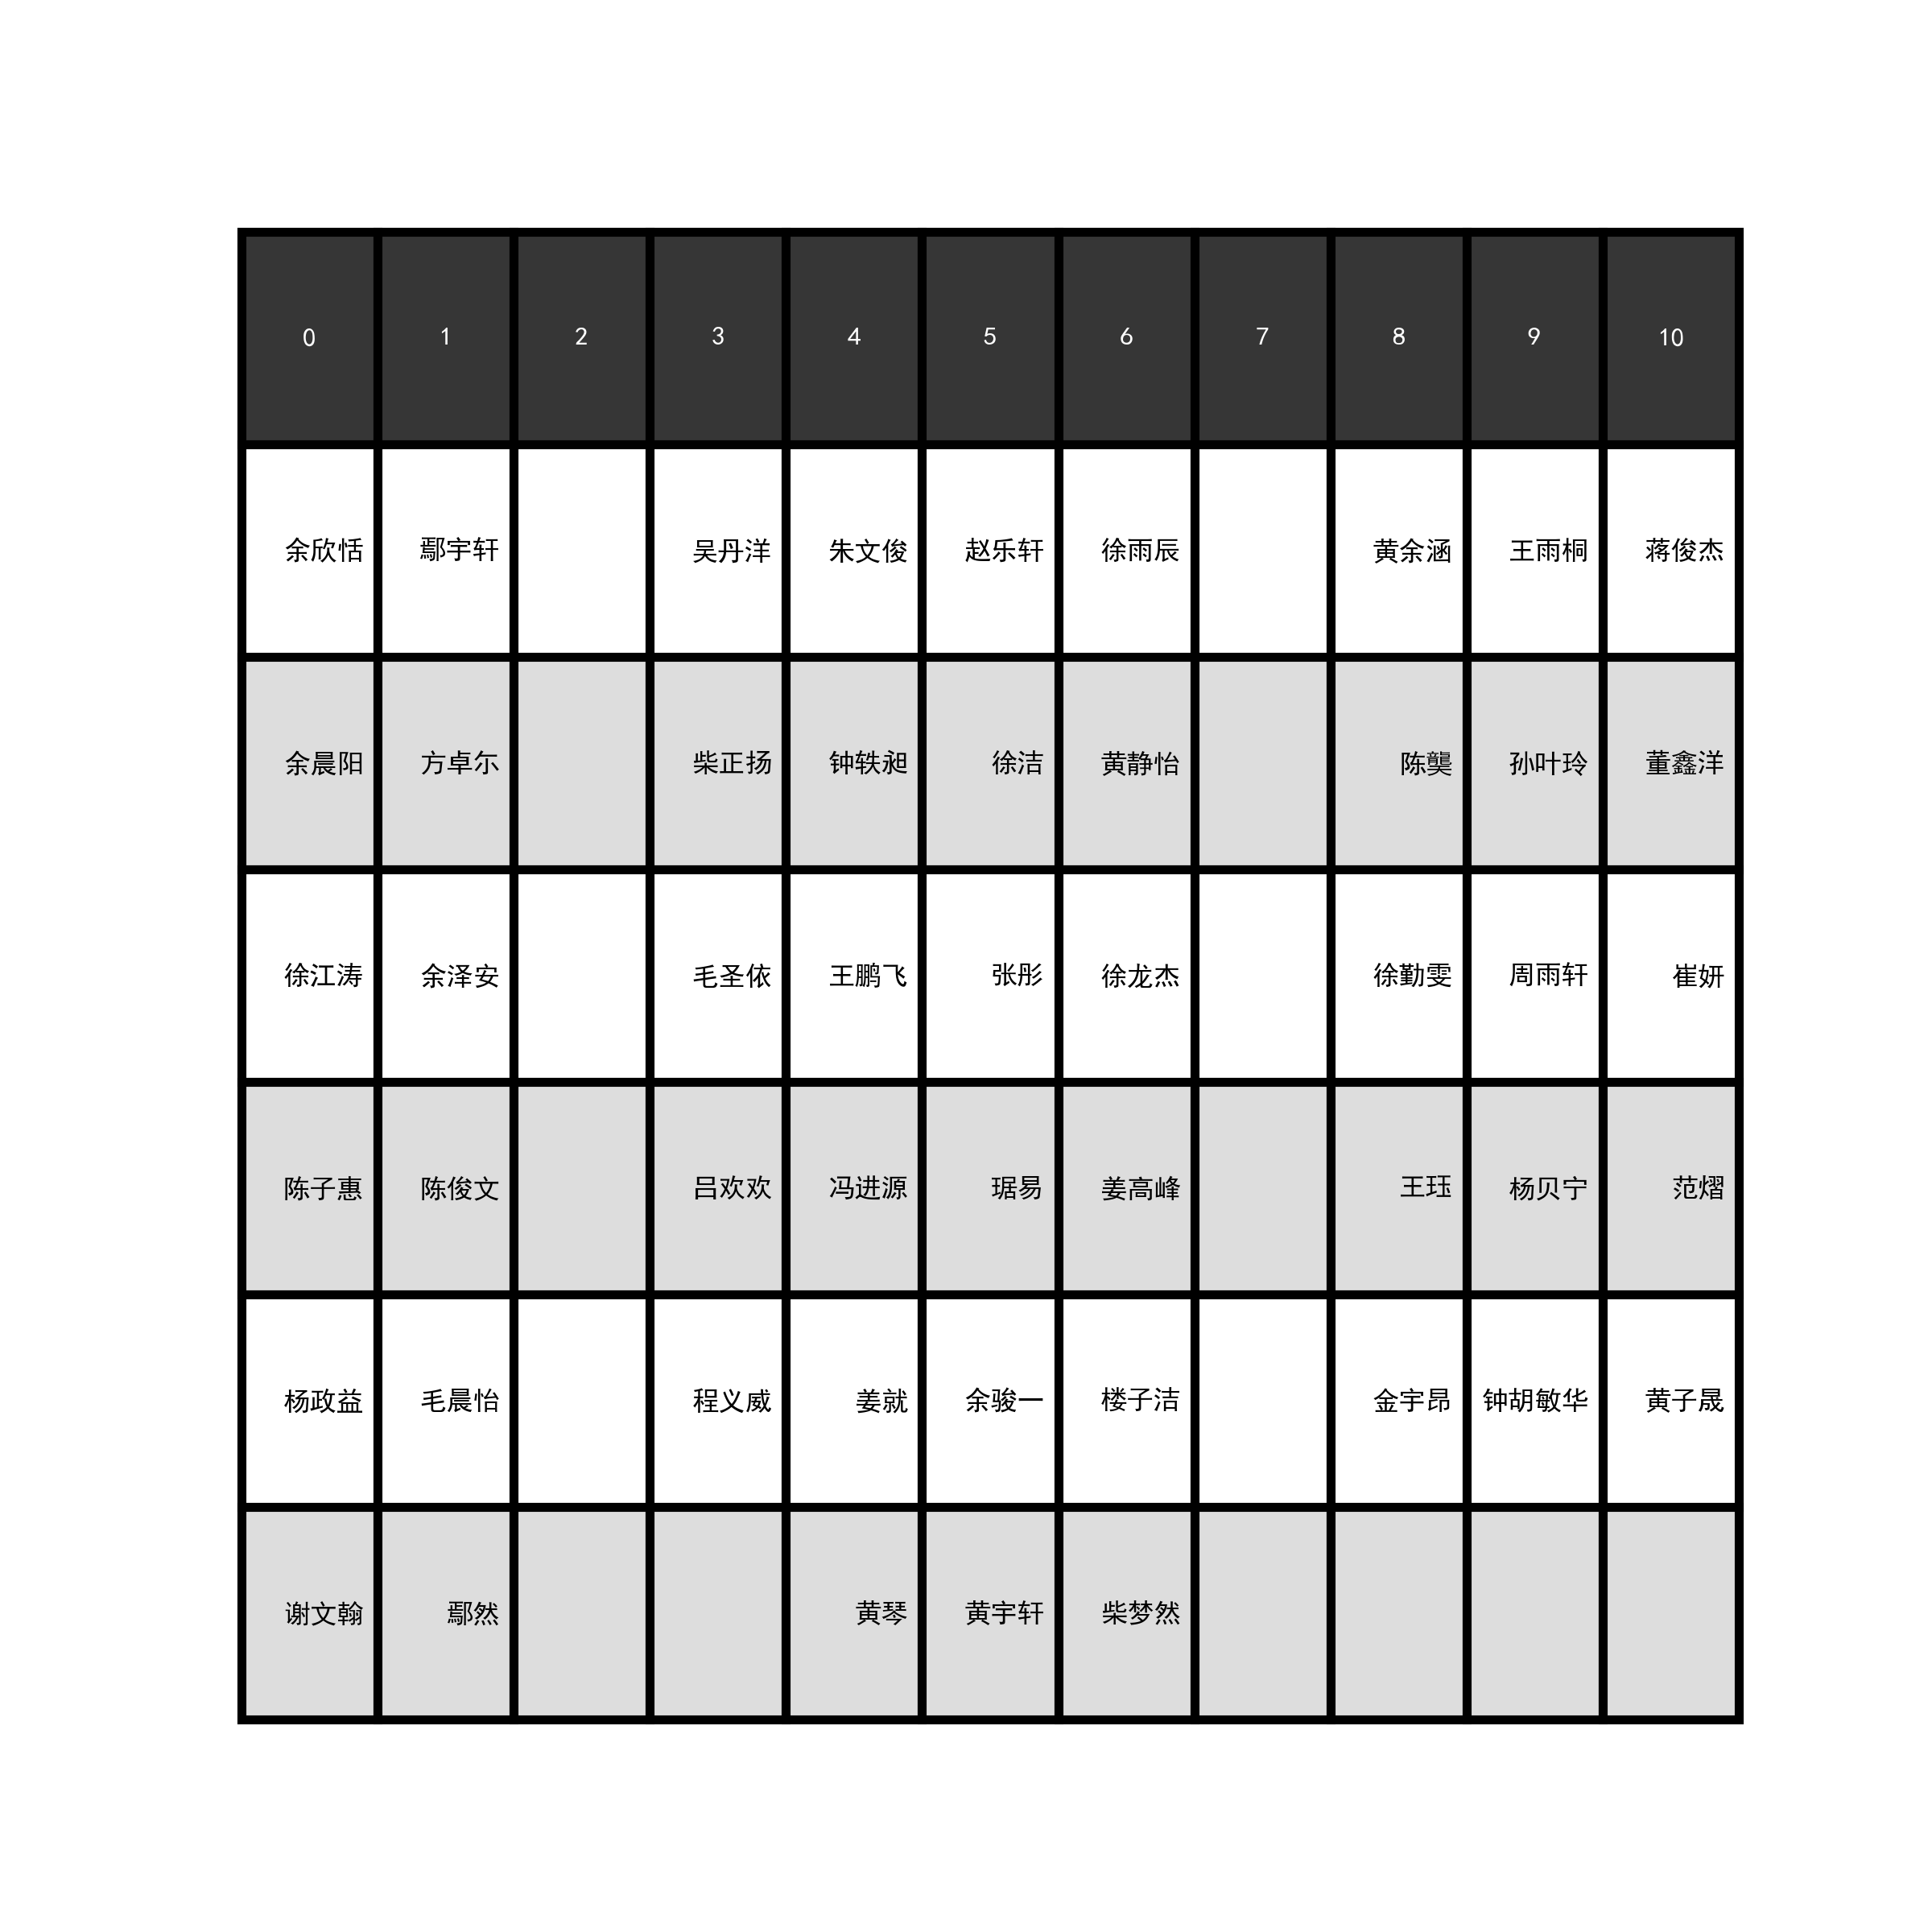 0 1 2 3 4 5 6 7 8 9 10
余欣恬 鄢宇轩 吴丹洋 朱文俊 赵乐轩 徐雨辰 黄余涵 王雨桐 蒋俊杰
余晨阳 方卓尔 柴正扬 钟轶昶 徐洁 黄静怡 陈龑 孙叶玲 董鑫洋
徐江涛 余泽安 毛圣依 王鹏飞 张彤 徐龙杰 徐勤雯 周雨轩 崔妍
陈子惠 陈俊文 吕欢欢 冯进源 琚易 姜高峰 王珏 杨贝宁 范熠
杨政益 毛晨怡 程义威 姜就 余骏一 楼子洁 金宇昂 钟胡敏华 黄子晟
谢文翰 鄢然 黄琴 黄宇轩 柴梦然